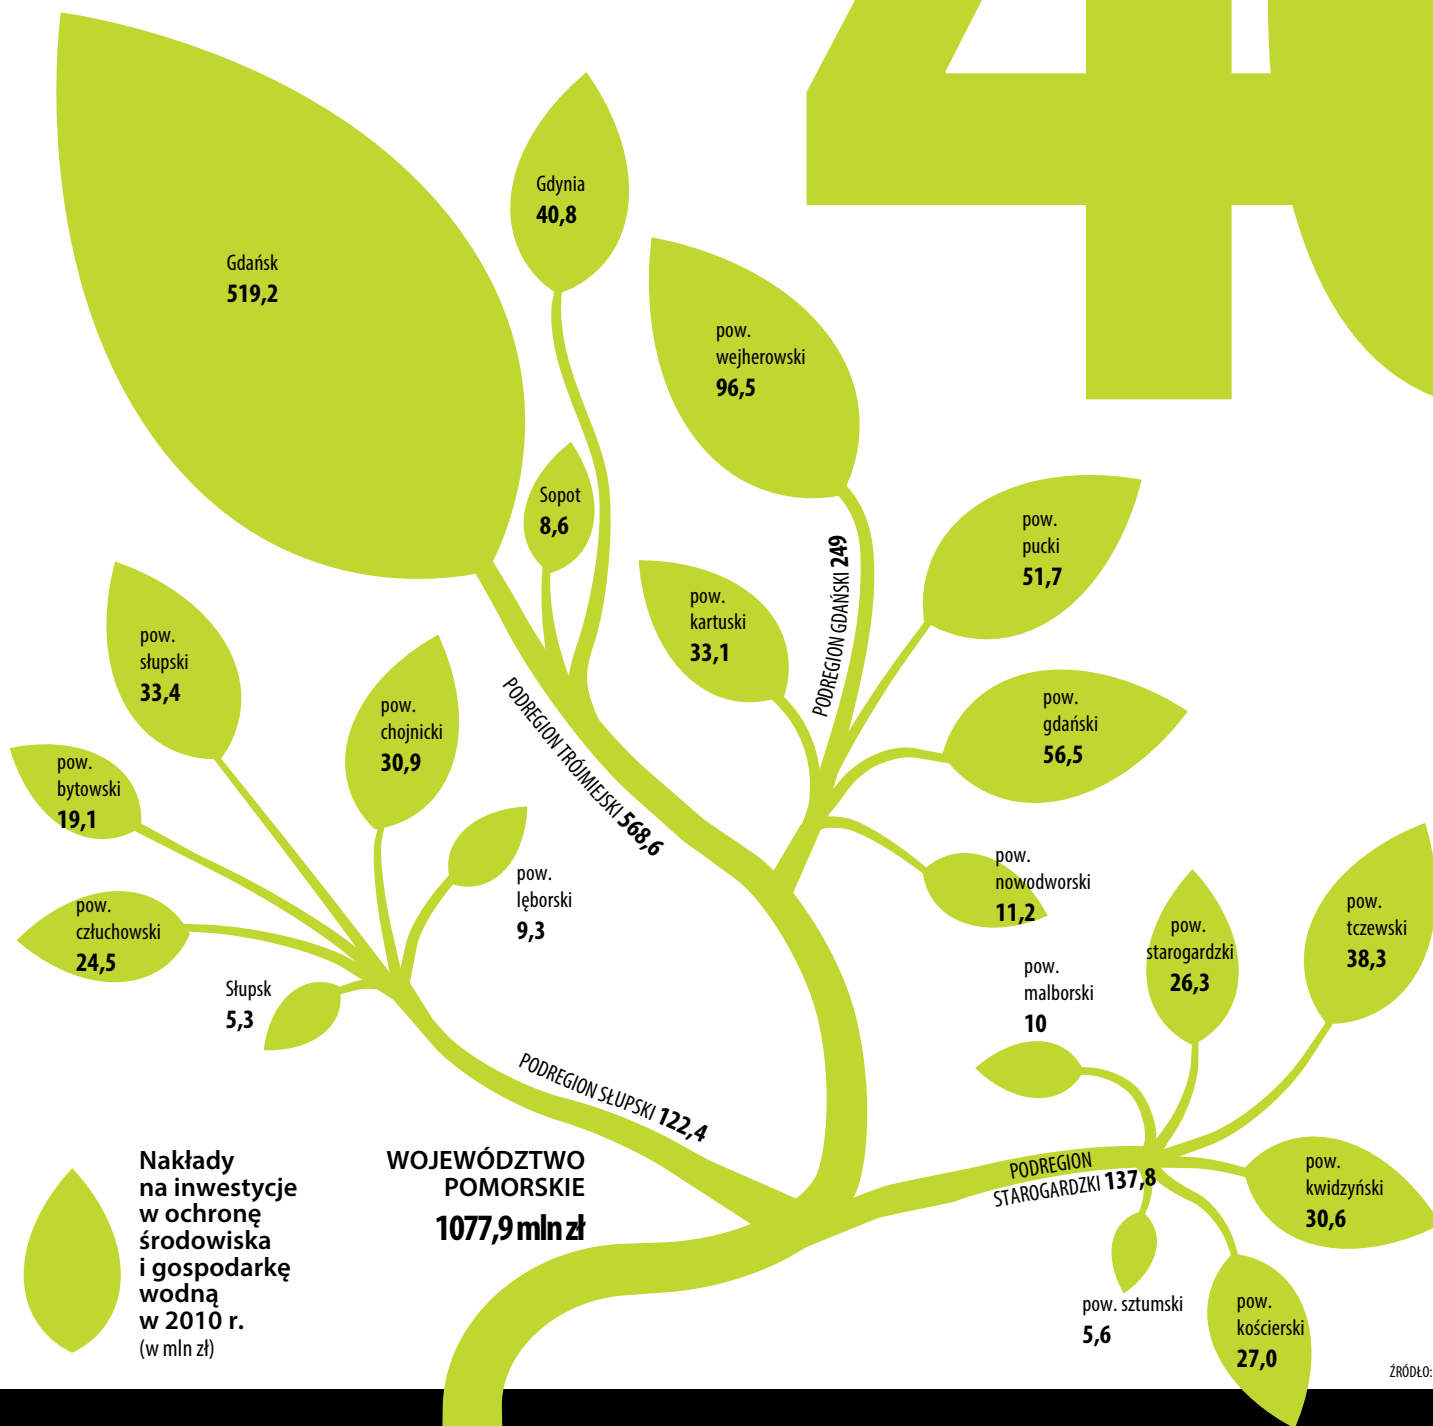 4
Gdańsk
519,2
Gdynia
40,8
Sopot
8,6
pow.
wejherowski
96,5
pow.
pucki
51,7
pow.
kartuski
33,1
PODREGION GDAŃSKI 249
pow.
gdański
56,5
pow.
nowodworski
11,2
PODREGION TRÓJMIEJSKI 568,6
pow.
słupski
33,4
pow.
chojnicki
30,9
pow.
bytowski
19,1
pow.
lęborski
9,3
pow.
człuchowski
24,5
Słupsk
5,3
PODREGION SŁUPSKI 122,4
pow.
malborski
10
pow.
starogardzki
26,3
pow.
tczewski
38,3
PODREGION
STAROGARDZKI 137,8
pow.
kwidzyński
30,6
pow. sztumski
5,6
pow.
kościerski
27,0
WOJEWÓDZTWO
POMORSKIE
1077,9 mln zł
Nakłady
na inwestycje
w ochronę
środowiska
i gospodarkę
wodną
w 2010 r.
(w mln zł)
ŹRÓDŁO: